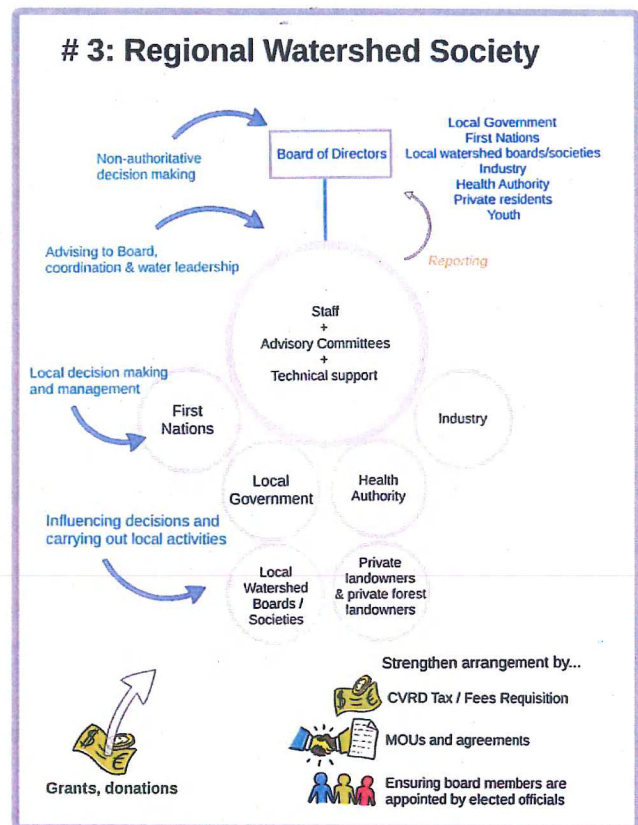 # 3: Regional Watershed Society
Non-authoritative
decision making
Board of Directors
Local Government
First Nations
Local watershed boards/societies
Industry
Health Authority
Private residents
Youth
Advising to Board,
coordination & water leadership
Reporting
Staff
+
Advisory Committees
+
Technical support
Local decision making
and management
First
Nations
Industry
Local
Government
Health
Authority
Influencing decisions and
carrying out local activities
Local
Watershed
Boards /
Societies
Private
landowners
& private forest
landowners
Grants, donations
Strengthen arrangement by...
CVRD Tax / Fees Requisition
MOUs and agreements
Ensuring board members are
appointed by elected officials